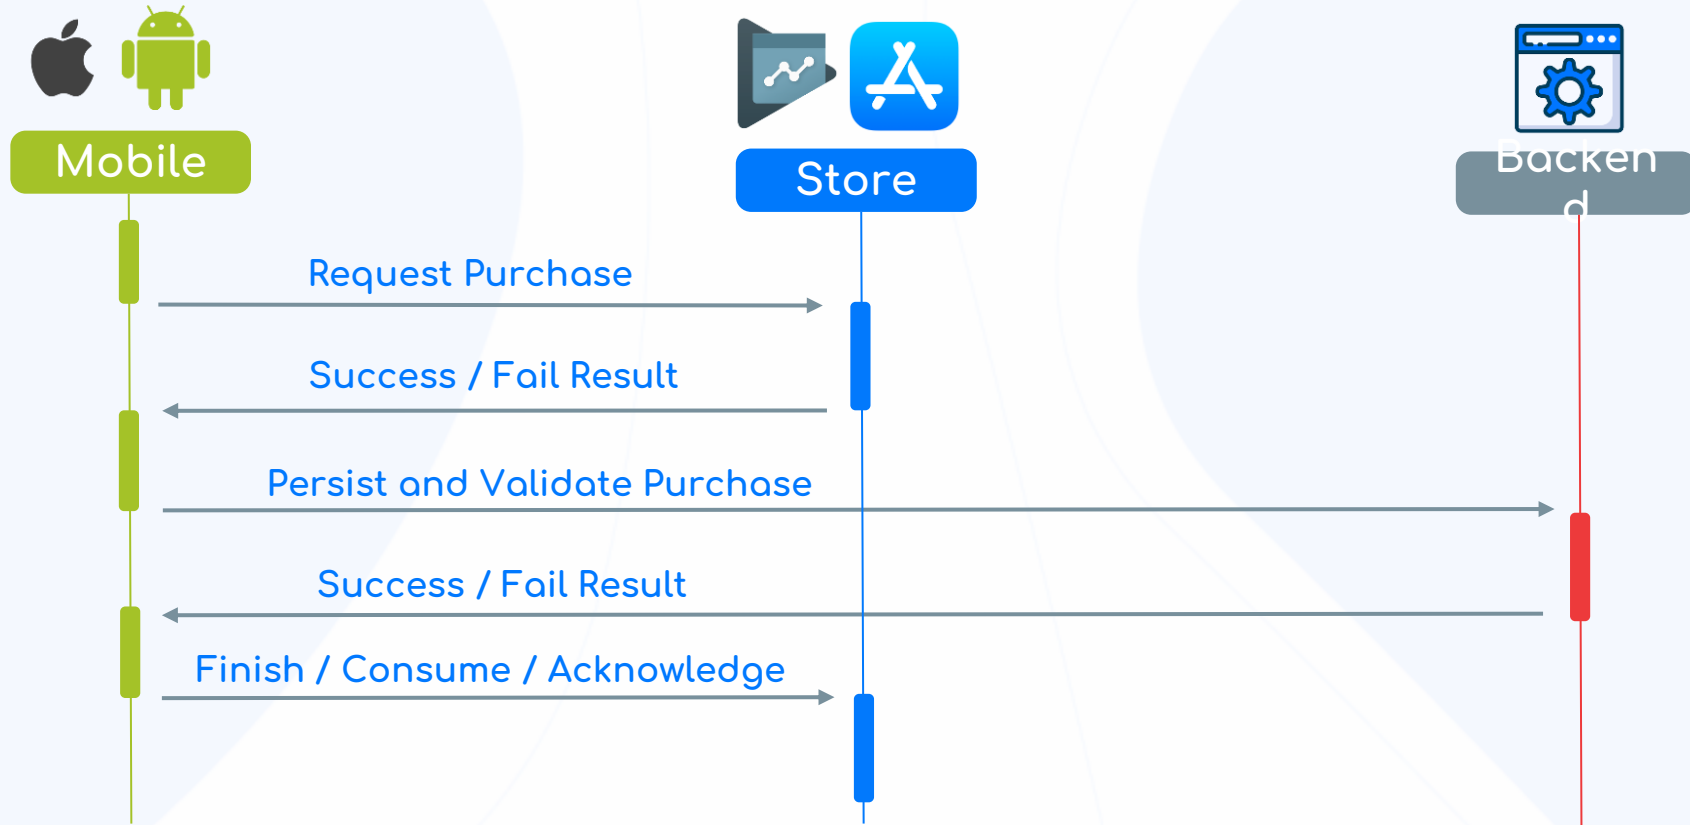 Mobile
Store
Backen
d
Request Purchase
Success / Fail Result
Persist and Validate Purchase
Success / Fail Result
Finish / Consume / Acknowledge